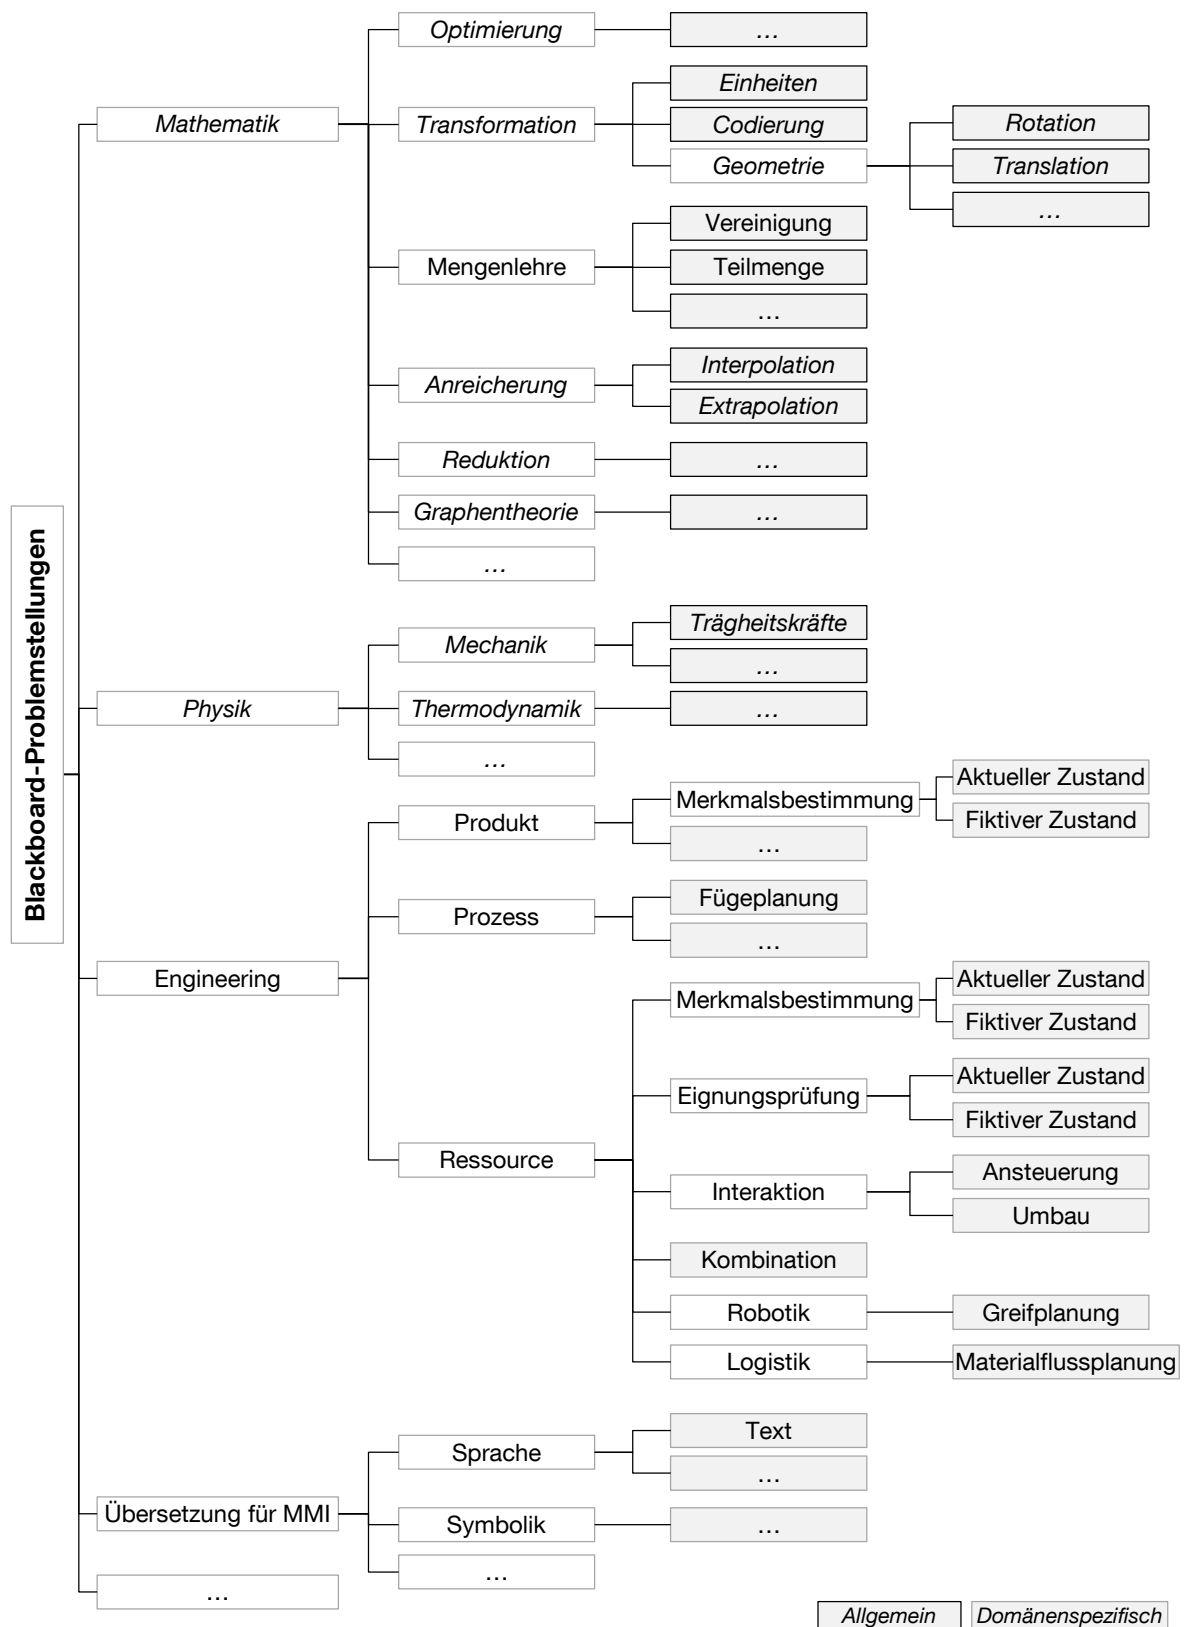 Blackboard-Problemstellungen
Mathematik
Optimierung
…
Transformation
Einheiten
Codierung
Geometrie
Rotation
Translation
…
Mengenlehre
Vereinigung
Teilmenge
…
Anreicherung
Interpolation
Extrapolation
Reduktion
…
Graphentheorie
…
…
Physik
Mechanik
Trägheitskräfte
…
Thermodynamik
…
…
Engineering
Produkt
Merkmalsbestimmung
Aktueller Zustand
Fiktiver Zustand
…
Prozess
Fügeplanung
…
Ressource
Merkmalsbestimmung
Aktueller Zustand
Fiktiver Zustand
Eignungsprüfung
Aktueller Zustand
Fiktiver Zustand
Interaktion
Ansteuerung
Umbau
Kombination
Robotik
Greifplanung
Logistik
Materialflussplanung
Übersetzung für MMI
Sprache
Text
…
Symbolik
…
…
…
Allgemein
Domänenspezifisch